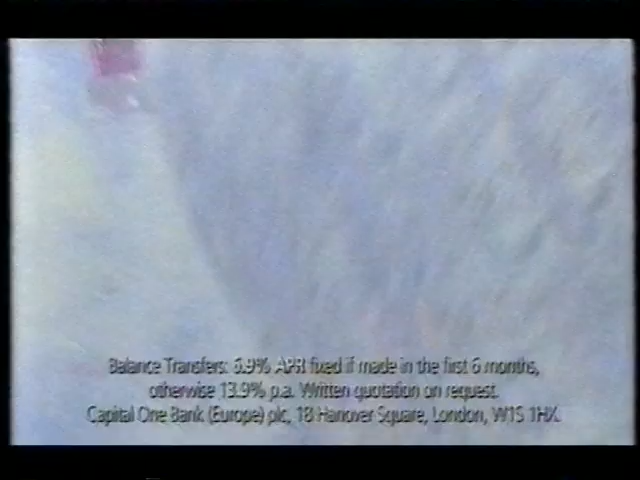 Balance Transfers: 6.9% APR fixed if made in the first 6 months,
otherwise 13.9% p.a. Written quotation on request.
Capital One Bank (Europe) plc, 18 Hanover Square, London, W1S 1HX.